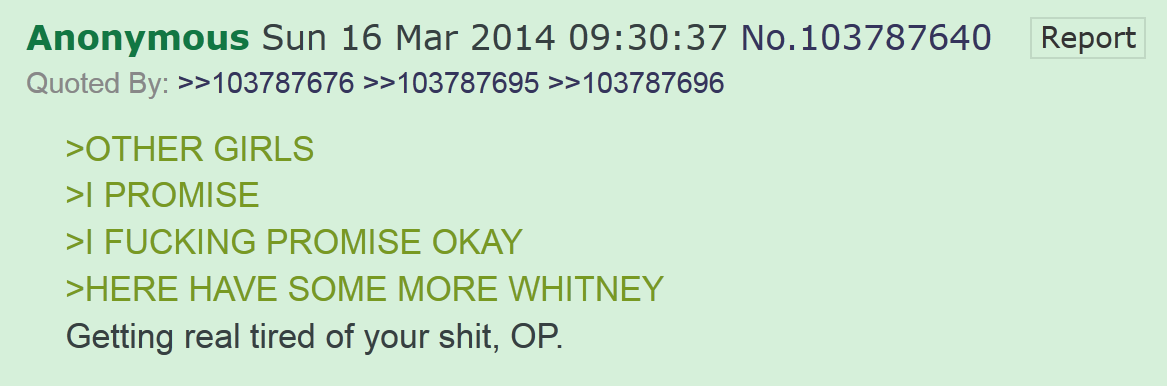 Anonymous Sun 16 Mar 2014 09:30:37 No.103787640 Report
Quoted By: >>103787676 >>103787695 >>103787696
>OTHER GIRLS
>I PROMISE
>I FUCKING PROMISE OKAY
>HERE HAVE SOME MORE WHITNEY
Getting real tired of your shit, OP.